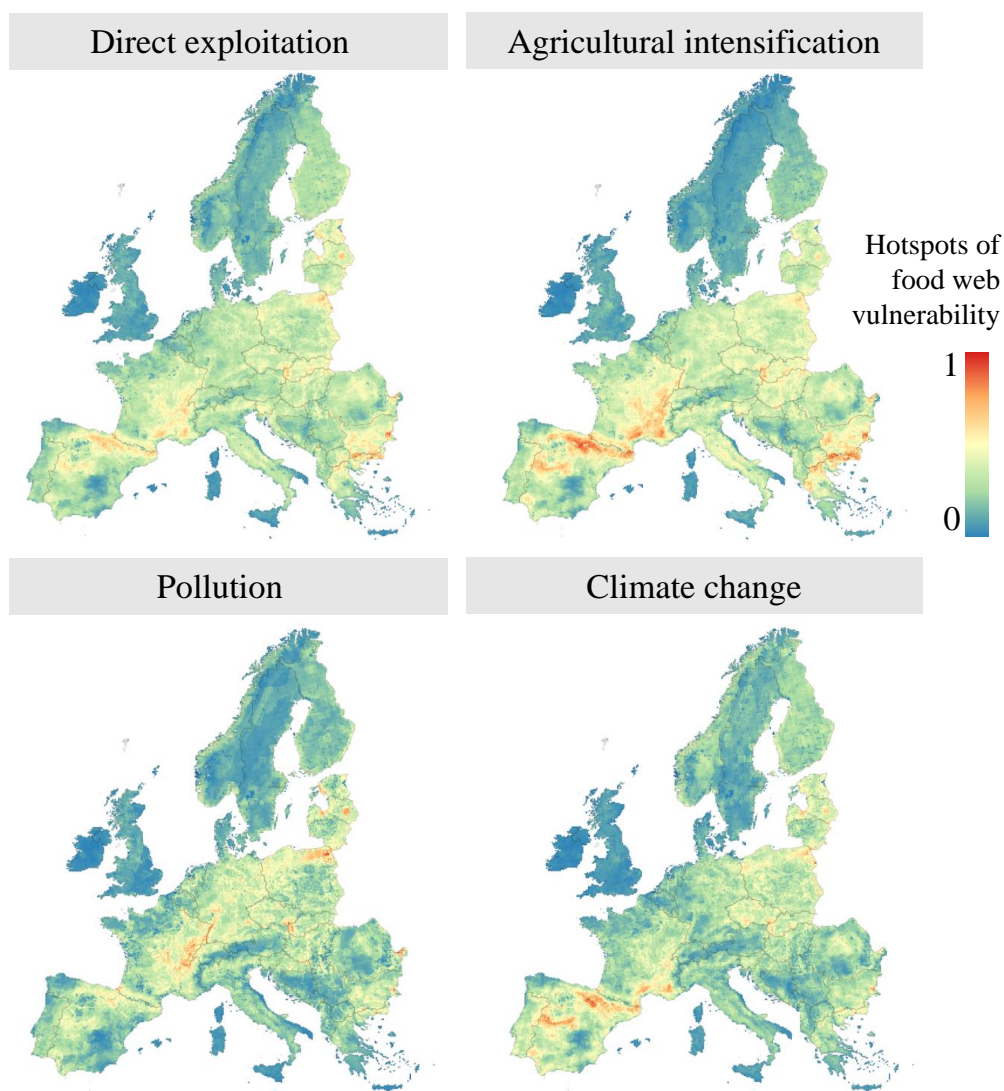 Direct exploitation
Agricultural intensification
Hotspots of
food web
vulnerability
1
0
Pollution
Climate change